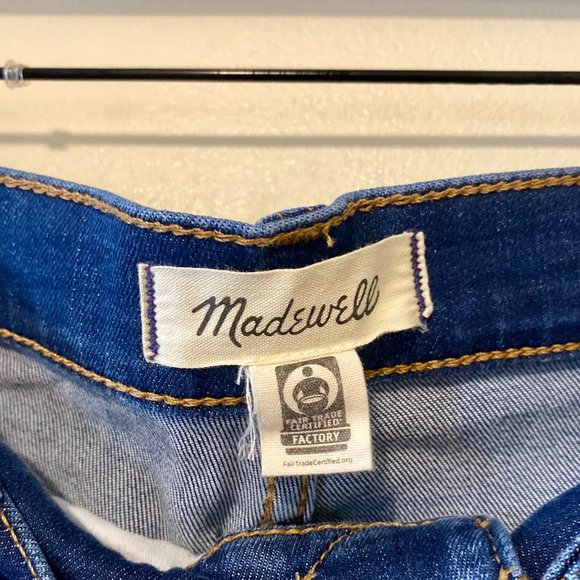 Madewell
FAIR TRADE
CERTIFIED
FACTORY
FairTradeCertified.org